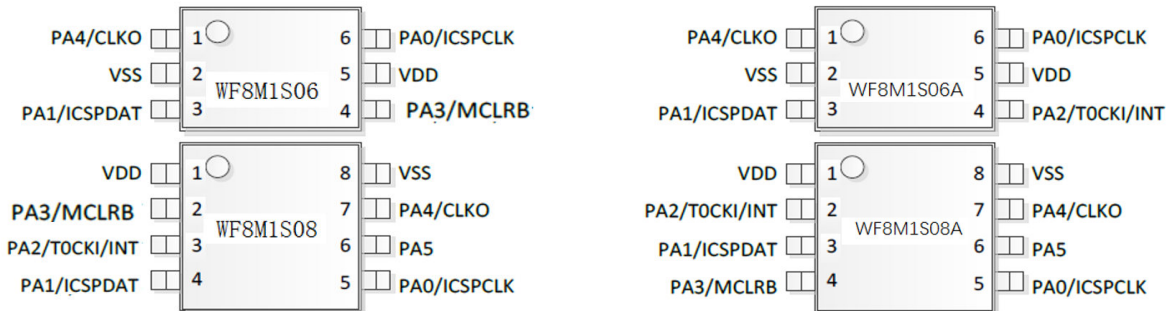 PA4/CLKO 1 6 PA0/ICSPCLK
VSS 2 5 VDD
WF8M1S06
PA1/ICSPDAT 3 4 PA3/MCLRB
VDD 1 8 VSS
PA3/MCLRB 2 7 PA4/CLKO
WF8M1S08
PA2/T0CKI/INT 3 6 PA5
PA1/ICSPDAT 4 5 PA0/ICSPCLK
PA4/CLKO 1 6 PA0/ICSPCLK
VSS 2 5 VDD
WF8M1S06A
PA1/ICSPDAT 3 4 PA2/T0CKI/INT
VDD 1 8 VSS
PA2/T0CKI/INT 2 7 PA4/CLKO
WF8M1S08A
PA1/ICSPDAT 3 6 PA5
PA3/MCLRB 4 5 PA0/ICSPCLK